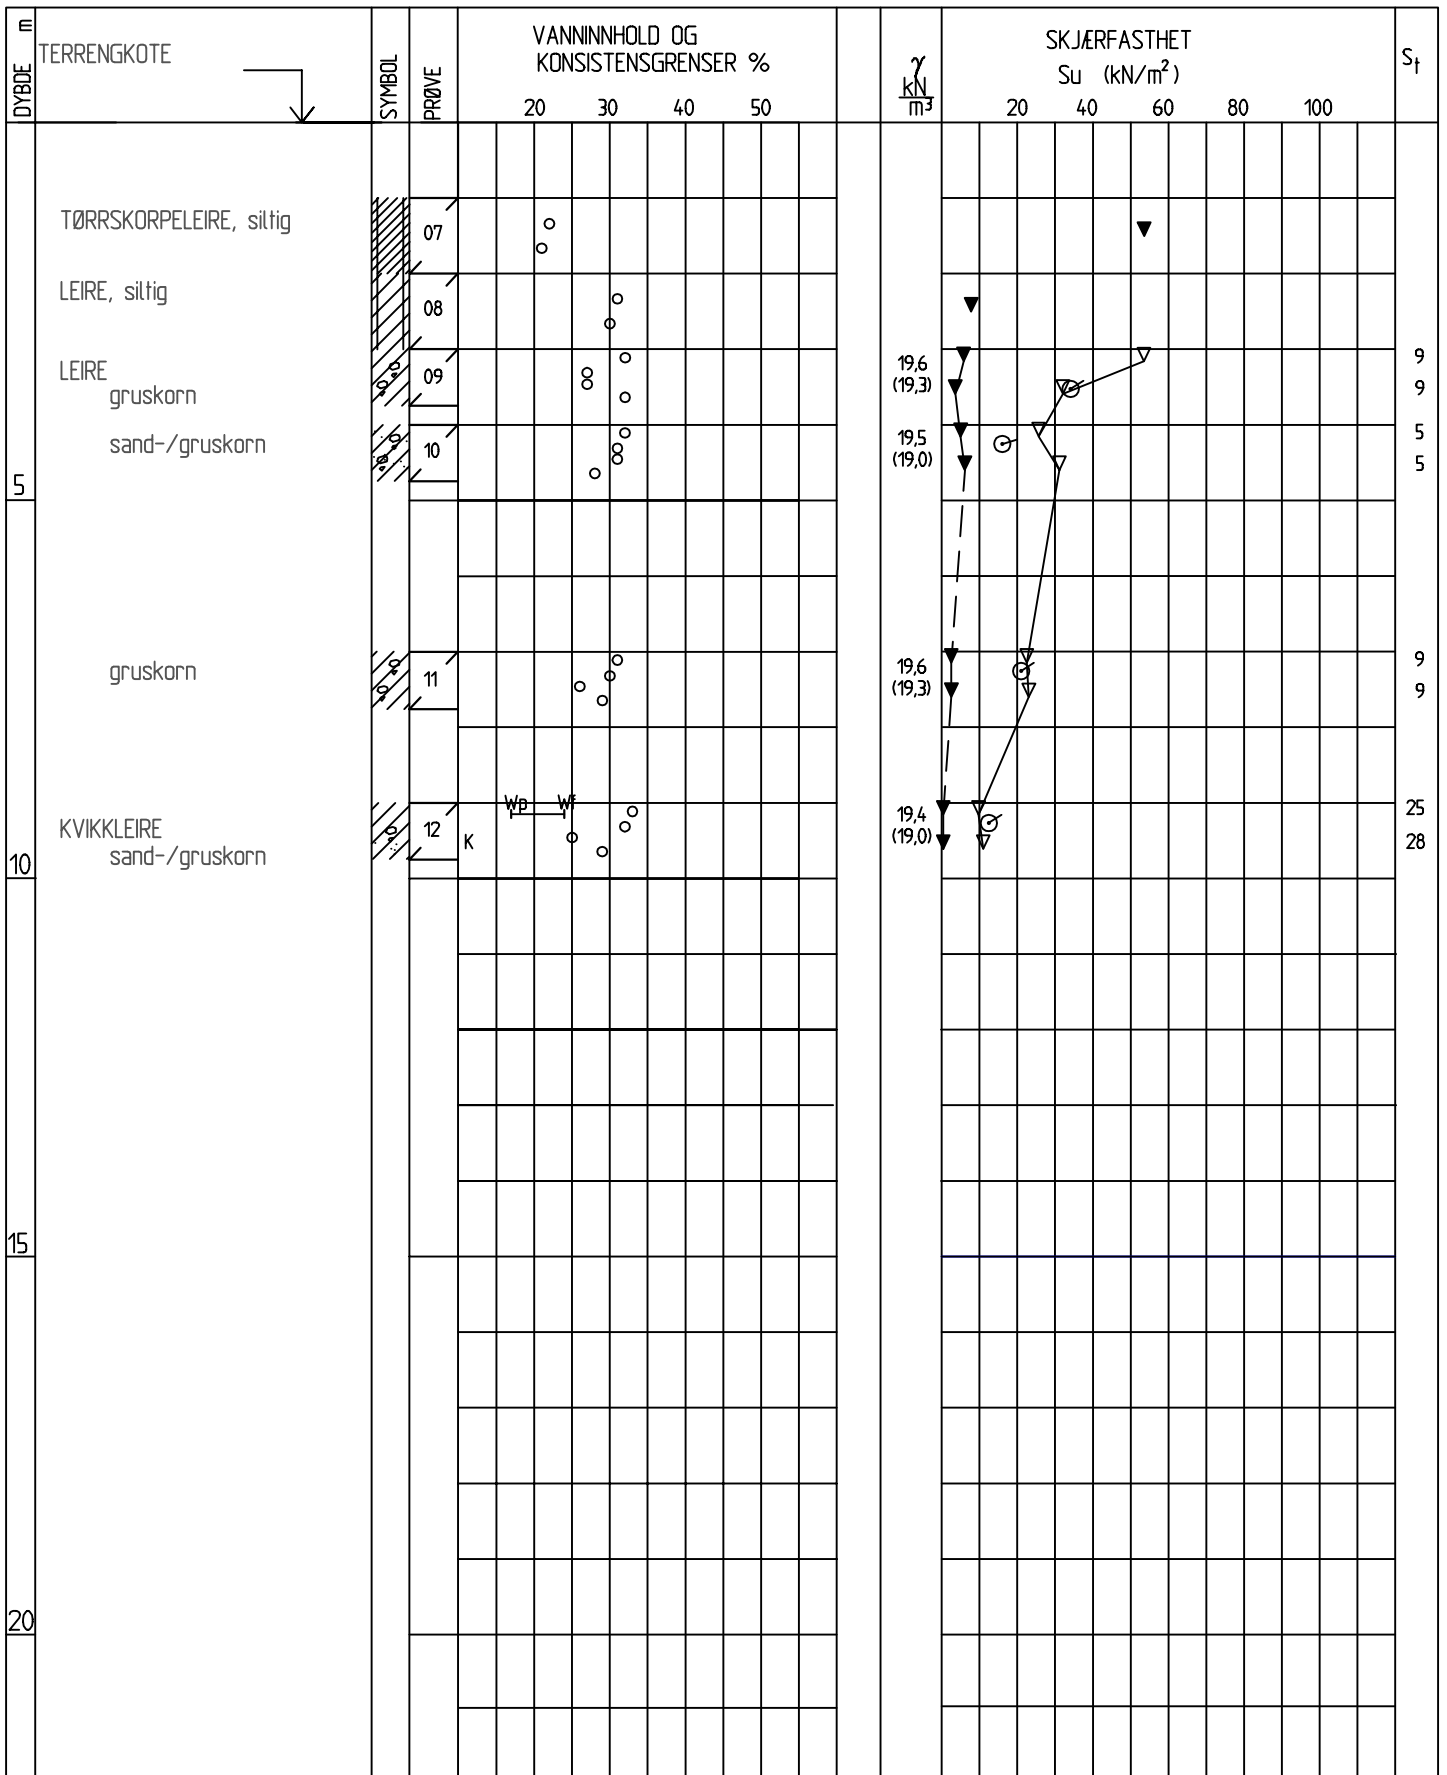 m
DYBDE
TERRENGKOTE
SYMBOL
PRØVE
VANNINNHOLD OG
KONSISTENSGRENSER %
20 30 40 50
γ
kN
m³
SKJÆRFASTHET
Su (kN/m²)
20 40 60 80 100
St
TØRRSKORPELEIRE, siltig
07
LEIRE, siltig
08
LEIRE
gruskorn
09
19,6
(19,3)
9
9
sand-/gruskorn
10
19,5
(19,0)
5
5
5
gruskorn
11
19,6
(19,3)
9
9
KVIKKLEIRE
sand-/gruskorn
12
K
Wp Wf
19,4
(19,0)
25
28
10
15
20